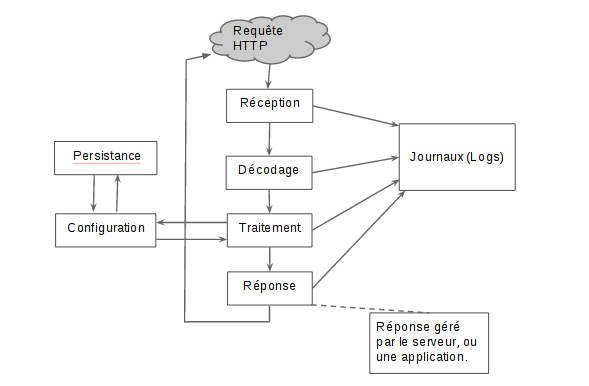 Requête
HTTP
Réception
Journaux (Logs)
Persistance
Décodage
Configuration
Traitement
Réponse
Réponse géré
par le serveur, ou
une application.